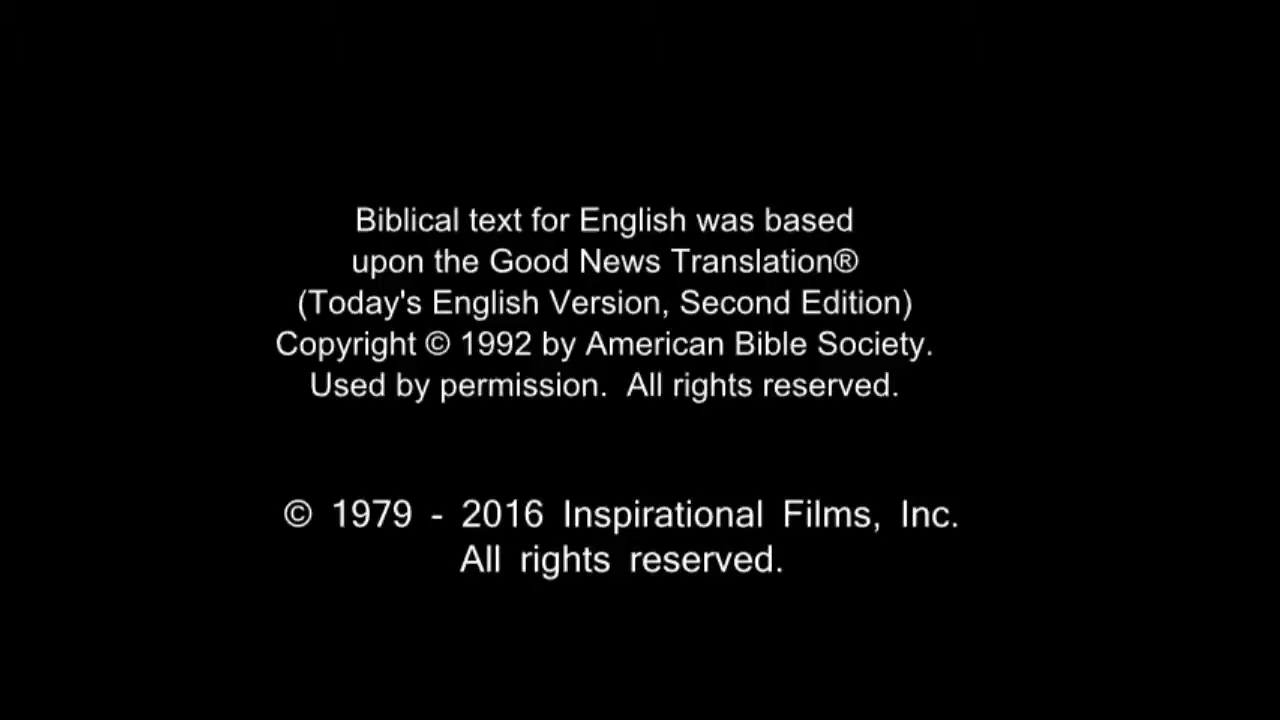 Biblical text for English was based
upon the Good News Translation®
(Today's English Version, Second Edition)
Copyright © 1992 by American Bible Society.
Used by permission.  All rights reserved.
© 1979 - 2016 Inspirational Films, Inc.
All rights reserved.